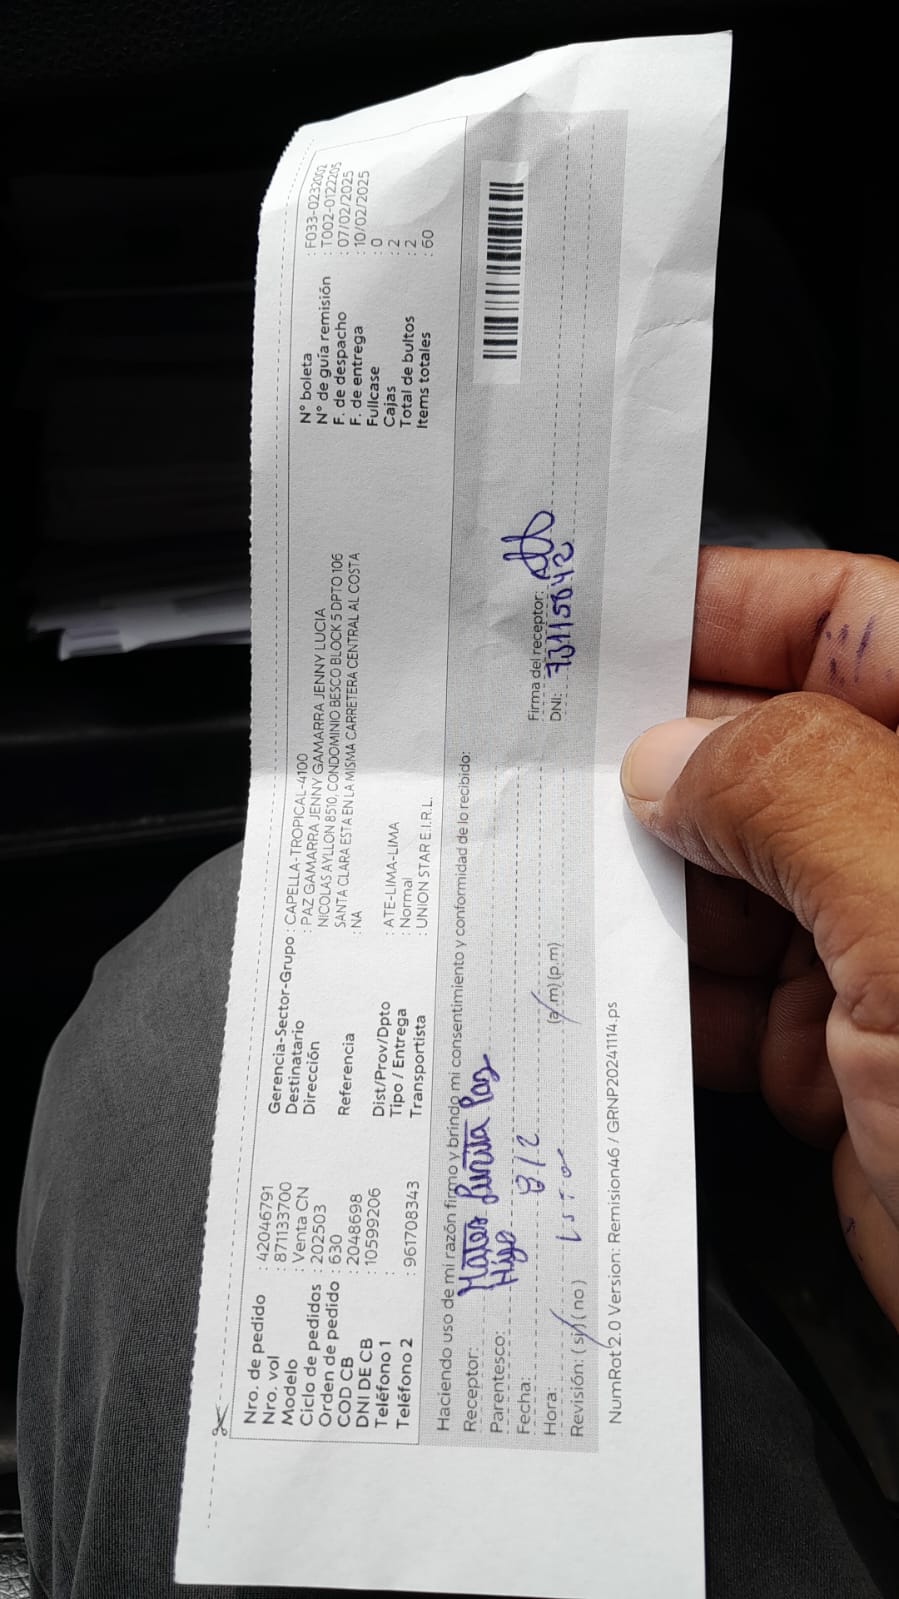 Nro. de pedido : 42046791
Nro. vol : 871133700
Modelo : Venta CN
Ciclo de pedidos : 202503
Orden de pedido : 630
COD CB : 2048698
DNI DE CB : 10599206
Teléfono 1 :
Teléfono 2 : 961708343
Gerencia-Sector-Grupo : CAPELLA-TROPICAL-4100
Destinatario : PAZ GAMARRA JENNY GAMARRA JENNY LUCIA
Dirección NICOLAS AYLLON 8510, CONDOMINIO BESCO BLOCK 5 DPTO 106
SANTA CLARA ESTA EN LA MISMA CARRETERA CENTRAL AL COSTA
Referencia : NA
Dist/Prov/Dpto : ATE-LIMA-LIMA
Tipo / Entrega : Normal
Transportista : UNION STAR E.I.R.L.
N° boleta : F033-0232002
N° de guía remisión : T002-0122205
F. de despacho : 07/02/2025
F. de entrega : 10/02/2025
Fullcase : 0
Cajas : 2
Total de bultos : 2
Items totales : 60
Haciendo uso de mi razón firmo y brindo mi consentimiento y conformidad de lo recibido:
Receptor: Paz
Parentesco: Hijo
Fecha: 8/2
Hora: (a.m) (p.m)
Revisión: (si) (no)
Firma del receptor:
DNI: 73115842
NumRot 2.0 Version: Remision46 / GRNP20241114.ps